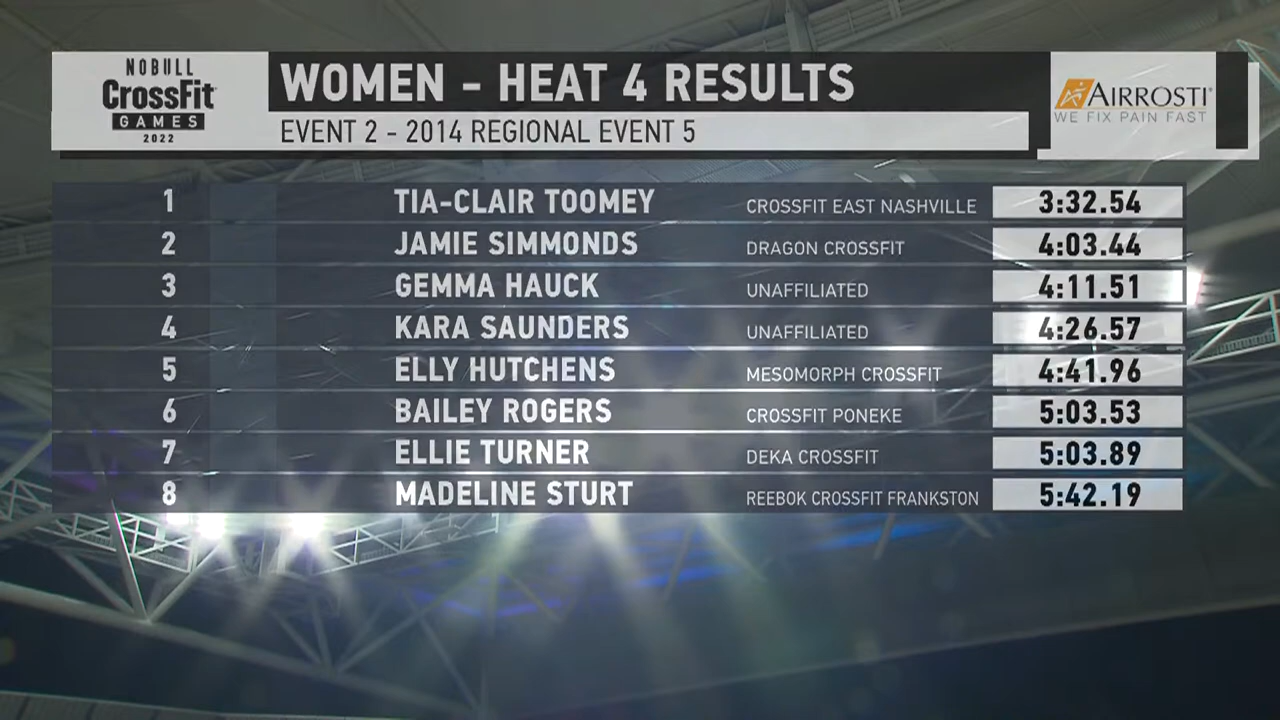 NOBULL
CrossFit
GAMES
2022
WOMEN - HEAT 4 RESULTS
EVENT 2 - 2014 REGIONAL EVENT 5
AIRROSTI
WE FIX PAIN FAST
1 TIA-CLAIR TOOMEY CROSSFIT EAST NASHVILLE 3:32.54
2 JAMIE SIMMONDS DRAGON CROSSFIT 4:03.44
3 GEMMA HAUCK UNAFFILIATED 4:11.51
4 KARA SAUNDERS UNAFFILIATED 4:26.57
5 ELLY HUTCHENS MESOMORPH CROSSFIT 4:41.96
6 BAILEY ROGERS CROSSFIT PONEKE 5:03.53
7 ELLIE TURNER DEKA CROSSFIT 5:03.89
8 MADELINE STURT REEBOK CROSSFIT FRANKSTON 5:42.19